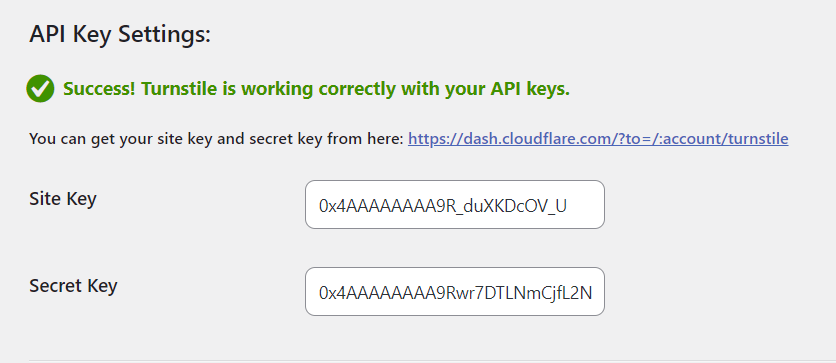 API Key Settings:
Success! Turnstile is working correctly with your API keys.
You can get your site key and secret key from here: https://dash.cloudflare.com/?to=/:account/turnstile
Site Key
0x4AAAAAAAA9R_duXKDcOV_U
Secret Key
0x4AAAAAAAA9Rwr7DTLNmCjfL2N